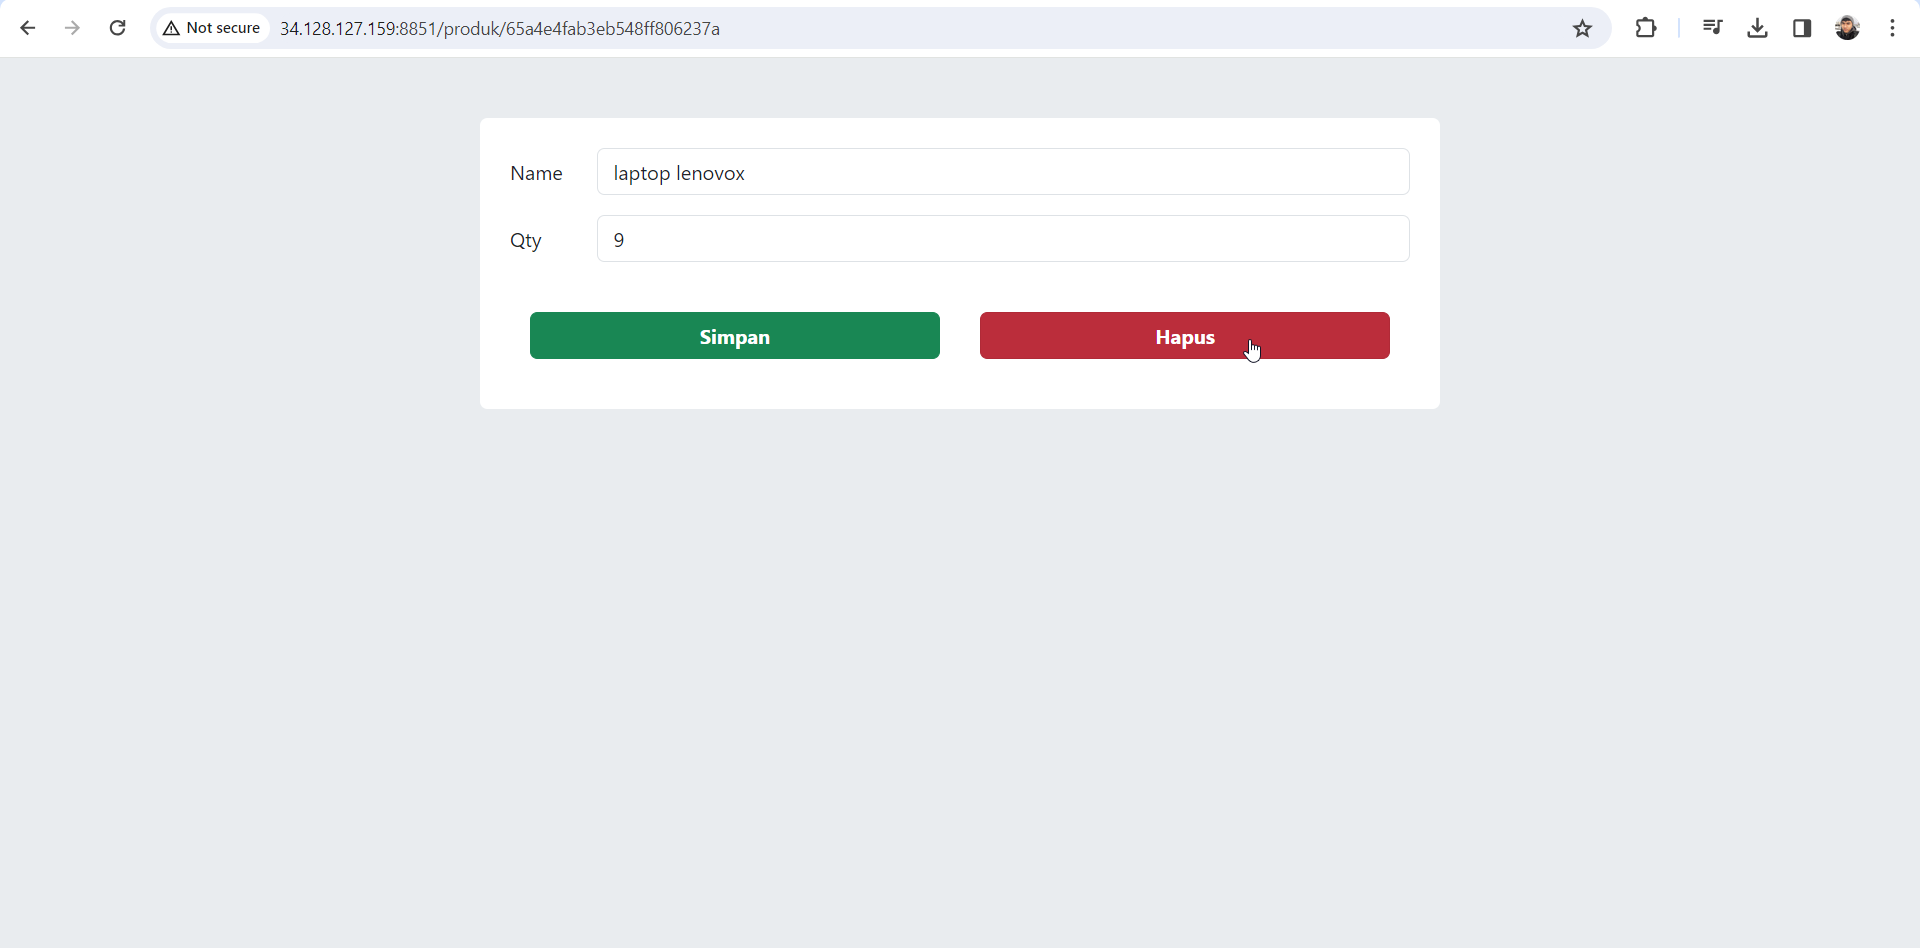 Not secure 34.128.127.159:8851/produk/65a4e4fab3eb548ff806237a
Name laptop lenovox
Qty 9
Simpan Hapus